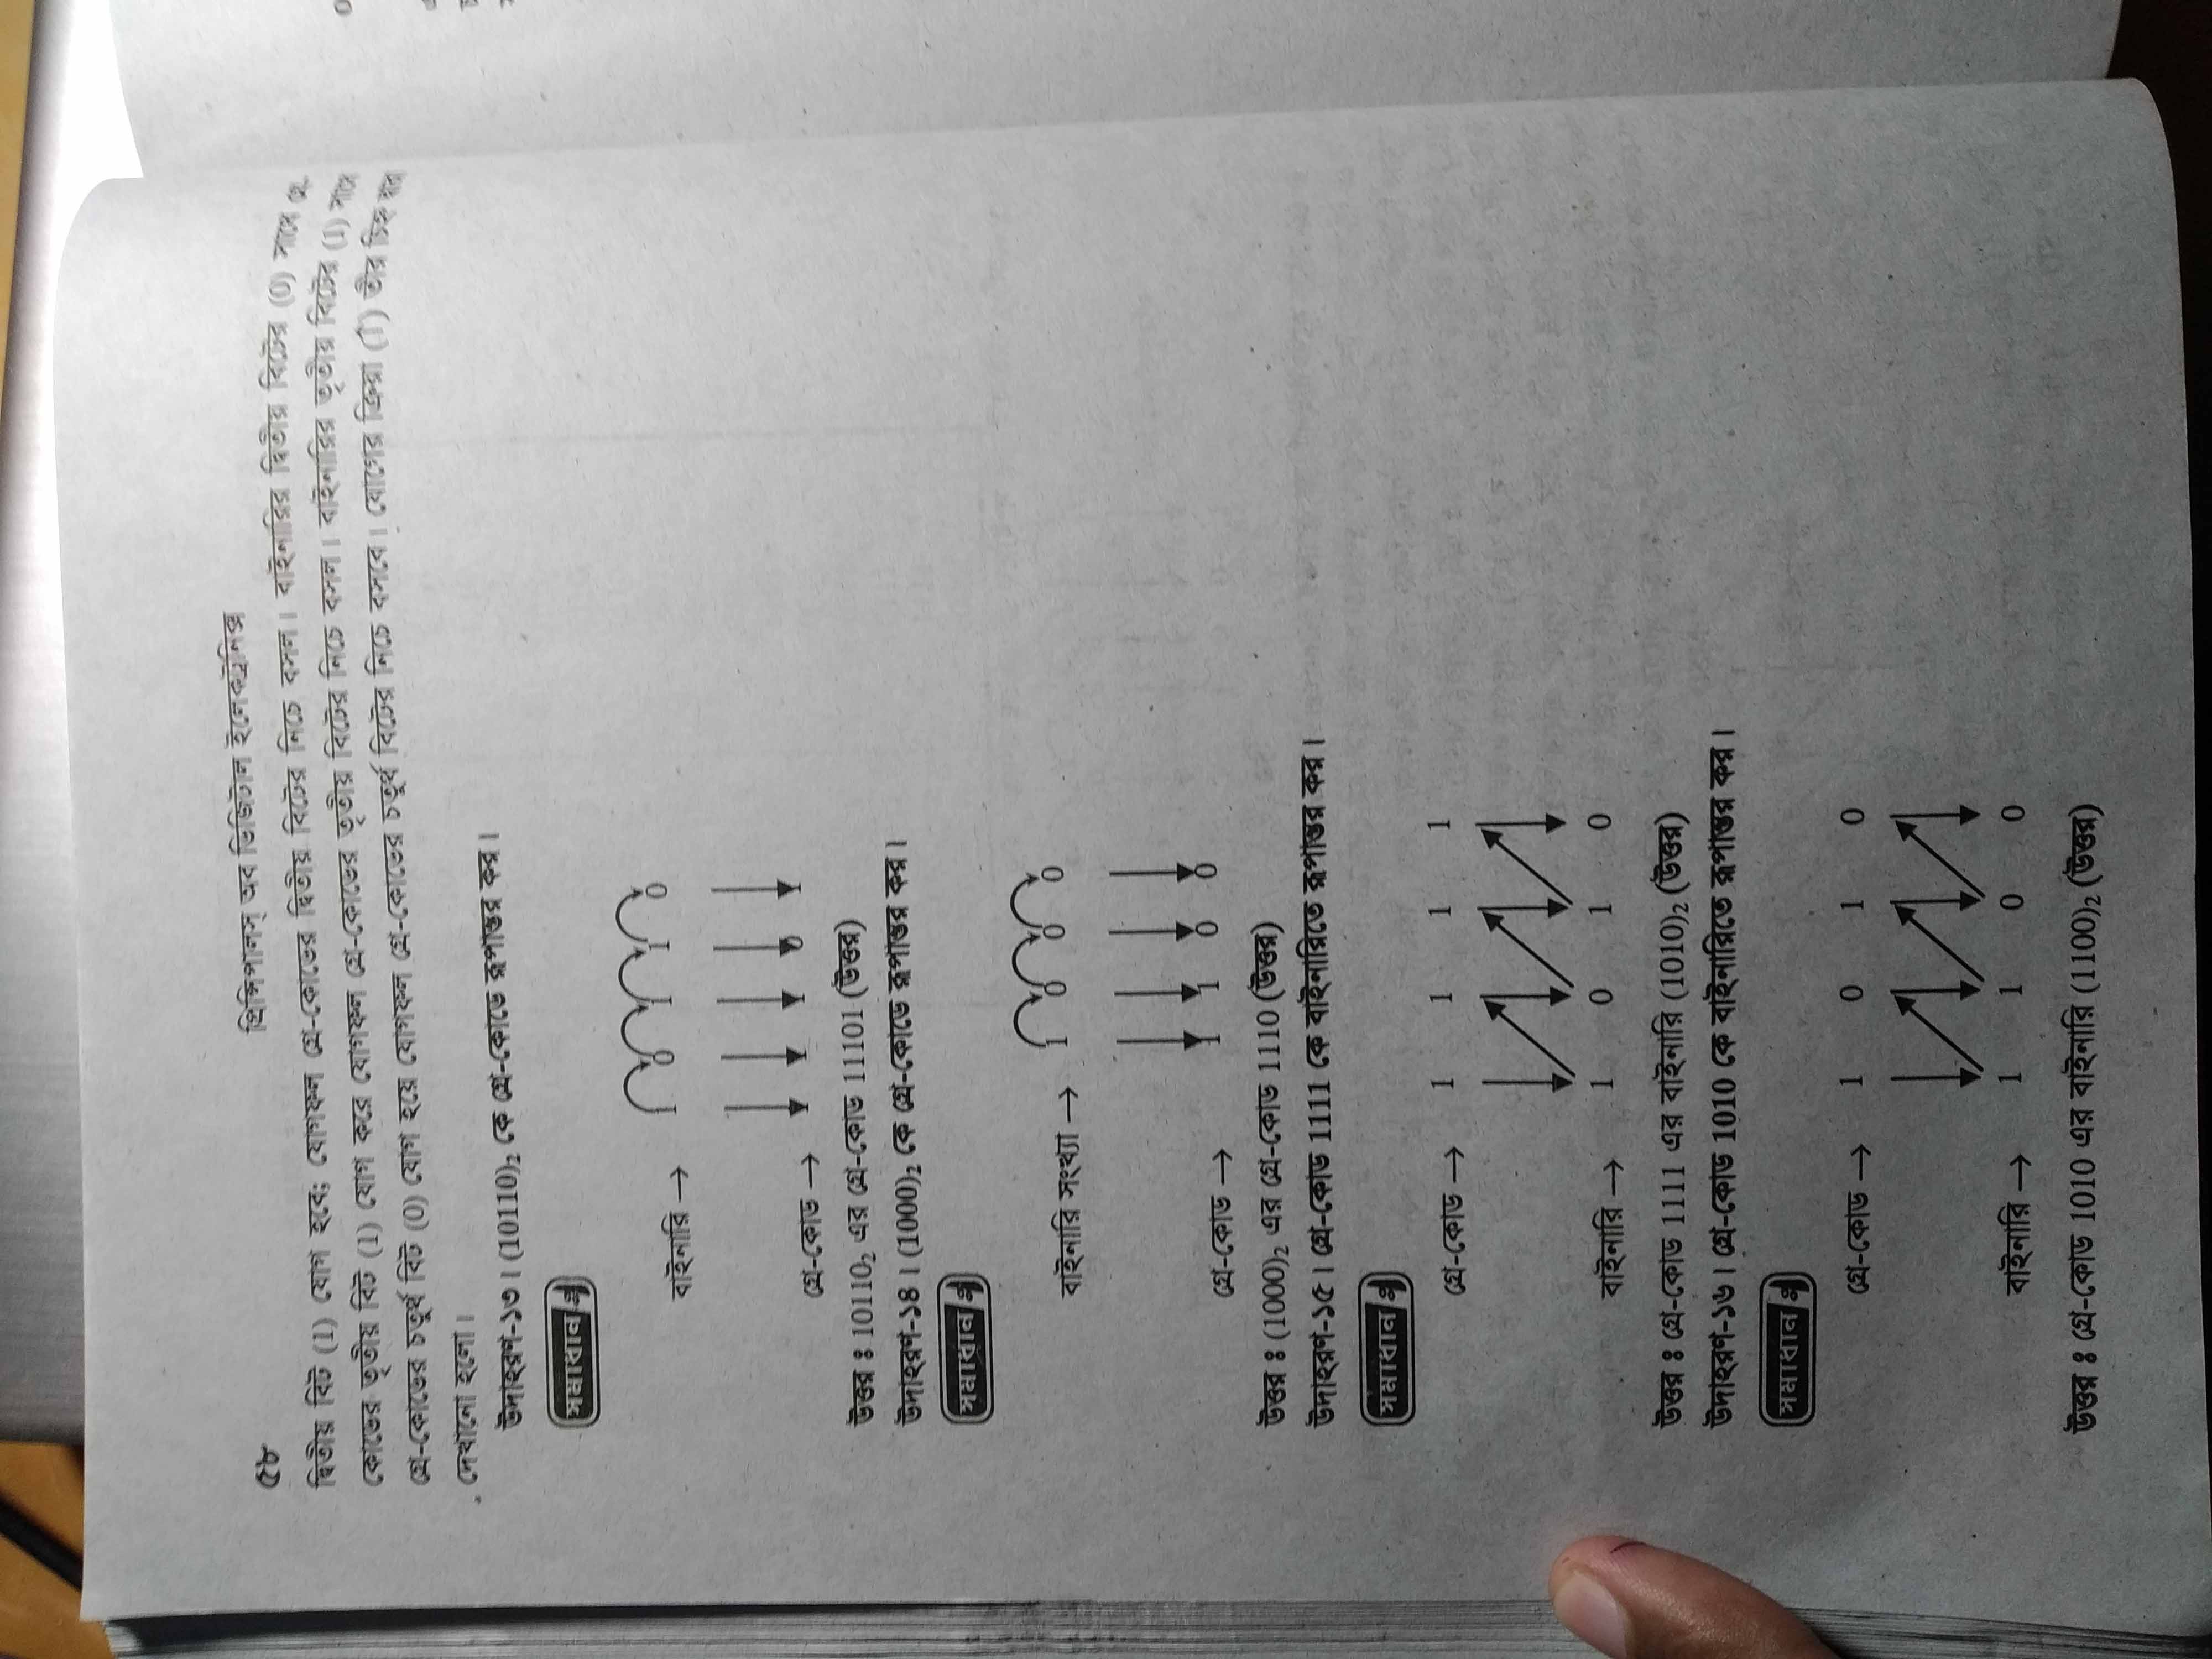 ৫৮
প্রিন্সিপালস্ অব ডিজিটাল ইলেকট্রনিক্স
দ্বিতীয় বিট (1) যোগ হবে; যোগফল গ্রে-কোডের দ্বিতীয় বিটের নিচে বসল। বাইনারির দ্বিতীয় বিটের (0) সাথে গ্রে-
কোডের তৃতীয় বিট (1) যোগ করে যোগফল গ্রে-কোডের তৃতীয় বিটের নিচে বসল। বাইনারির তৃতীয় বিটের (1) সাথে
গ্রে-কোডের চতুর্থ বিট (0) যোগ হয়ে যোগফল গ্রে-কোডের চতুর্থ বিটের নিচে বসবে। যোগের ক্রিয়া (↑) তীর চিহ্ন দ্বারা
দেখানো হলো।
উদাহরণ-১৩। (10110)₂ কে গ্রে-কোডে রূপান্তর কর।
সমাধান ঃ
বাইনারি → 1 0 1 1 0
গ্রে-কোড → 1 1 1 0 1
উত্তর ঃ 10110₂ এর গ্রে-কোড 11101 (উত্তর)
উদাহরণ-১৪। (1000)₂ কে গ্রে-কোডে রূপান্তর কর।
সমাধান ঃ
বাইনারি সংখ্যা → 1 0 0 0
গ্রে-কোড → 1 1 0 0
উত্তর ঃ (1000)₂ এর গ্রে-কোড 1110 (উত্তর)
উদাহরণ-১৫। গ্রে-কোড 1111 কে বাইনারিতে রূপান্তর কর।
সমাধান ঃ
গ্রে-কোড → 1 1 1 1
বাইনারি → 1 0 1 0
উত্তর ঃ গ্রে-কোড 1111 এর বাইনারি (1010)₂ (উত্তর)
উদাহরণ-১৬। গ্রে-কোড 1010 কে বাইনারিতে রূপান্তর কর।
সমাধান ঃ
গ্রে-কোড → 1 0 1 0
বাইনারি → 1 1 0 0
উত্তর ঃ গ্রে-কোড 1010 এর বাইনারি (1100)₂ (উত্তর)